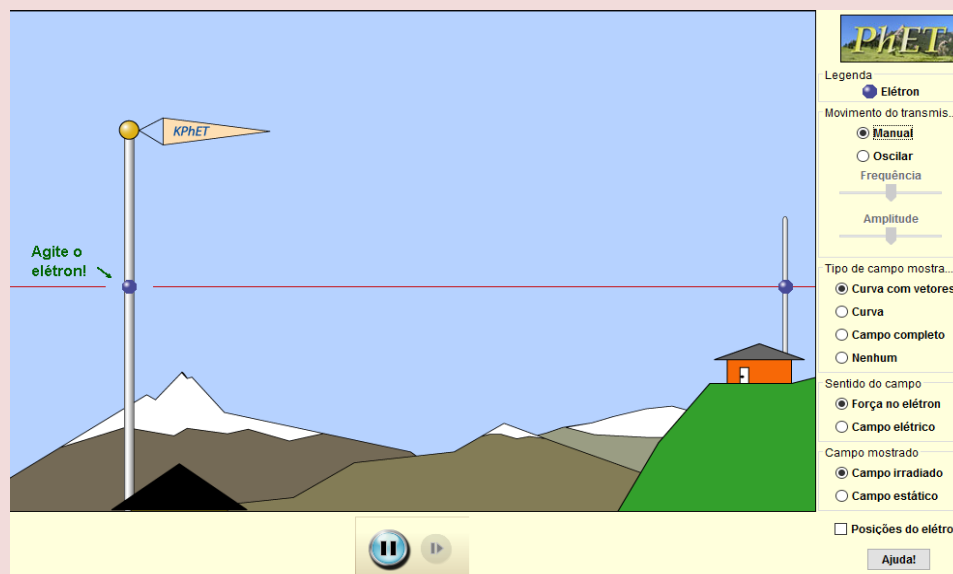 PhET
Legenda
Elétron
Movimento do transmis...
Manual
Oscilar
Frequência
Amplitude
Tipo de campo mostra...
Curva com vetores
Curva
Campo completo
Nenhum
Sentido do campo
Força no elétron
Campo elétrico
Campo mostrado
Campo irradiado
Campo estático
Posições do elétro
Ajuda!
KPhET
Agite o
elétron!